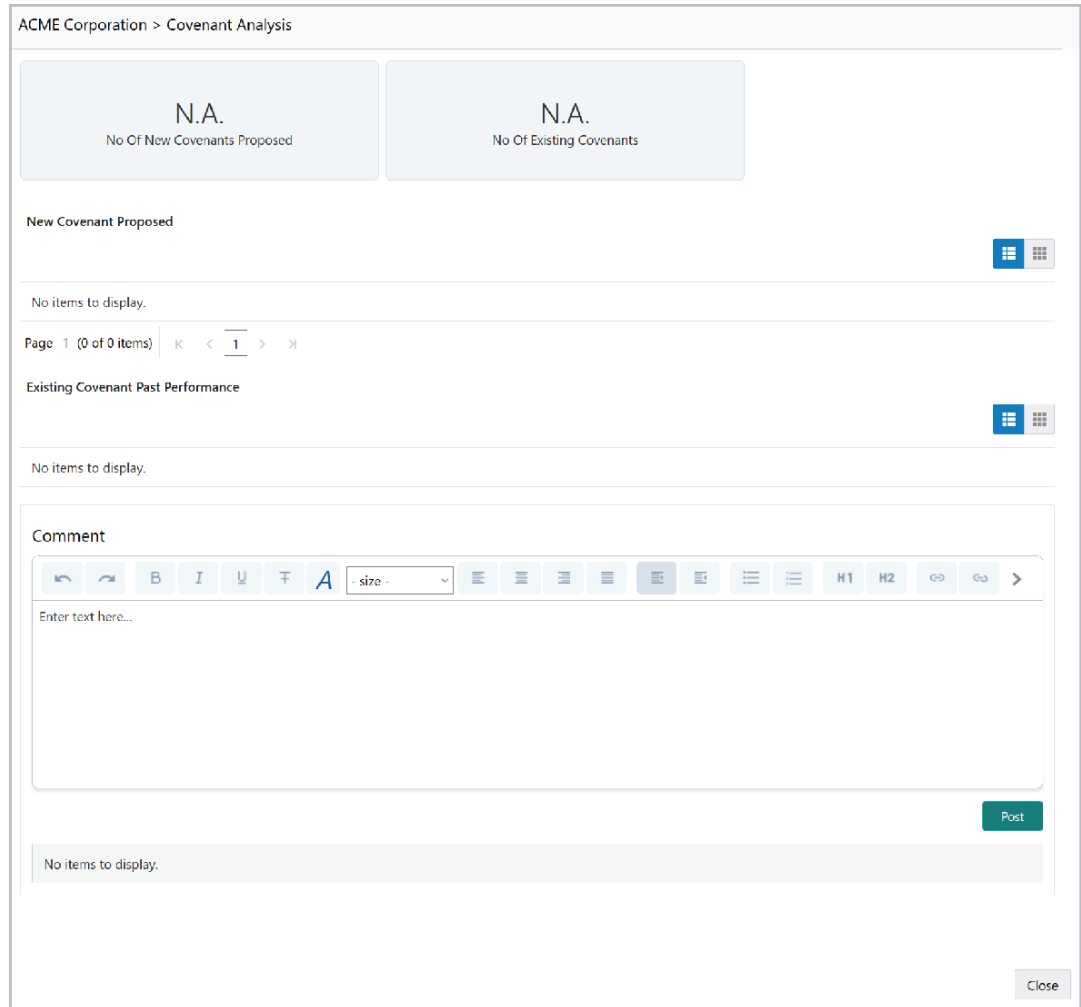 ACME Corporation > Covenant Analysis
N.A.
No Of New Covenants Proposed
N.A.
No Of Existing Covenants
New Covenant Proposed
No items to display.
Page 1 (0 of 0 items) 1
Existing Covenant Past Performance
No items to display.
Comment
B I U T A - size - H1 H2
Enter text here...
Post
No items to display.
Close